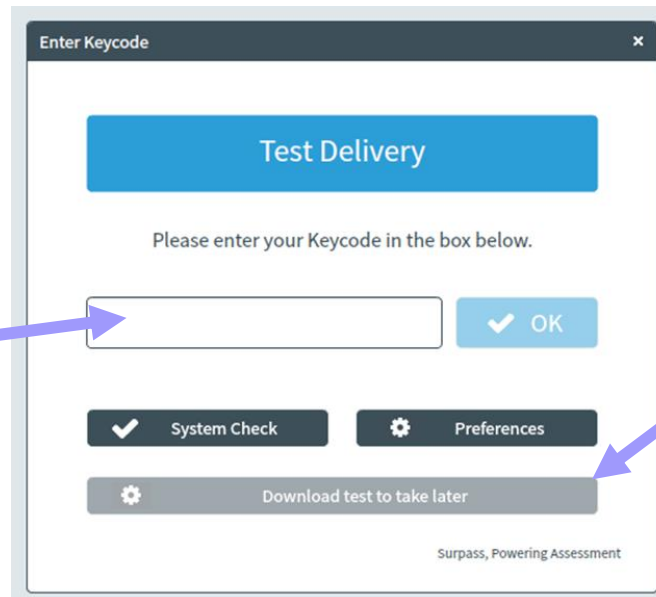 Enter Keycode ×
Test Delivery
Please enter your Keycode in the box below.
OK
System Check
Preferences
Download test to take later
Surpass, Powering Assessment